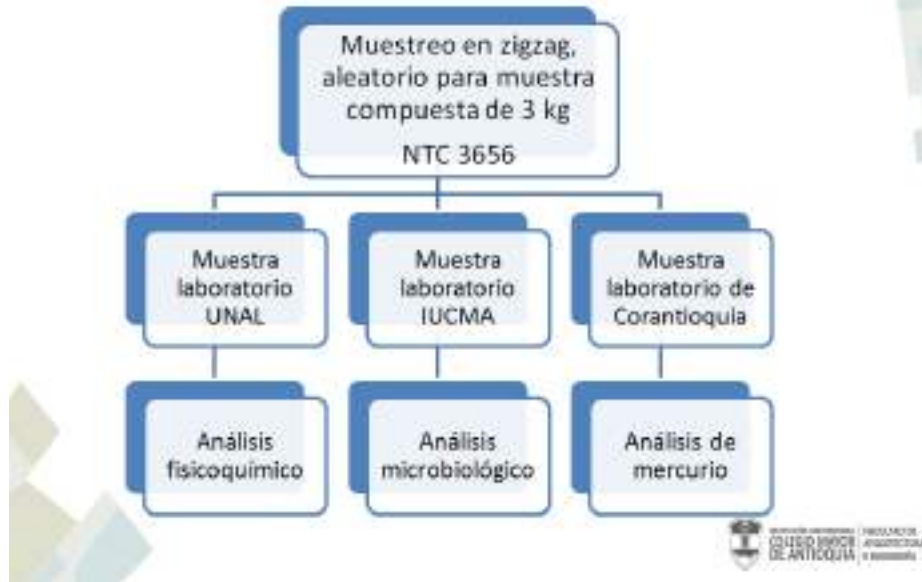 Muestreo en zigzag,
aleatorio para muestra
compuesta de 3 kg
NTC 3656
Muestra
laboratorio
UNAL
Muestra
laboratorio
IUCMA
Muestra
laboratorio de
Corantioquia
Análisis
fisicoquímico
Análisis
microbiológico
Análisis de
mercurio
COLEGIO MAYOR
DE ANTIOQUIA